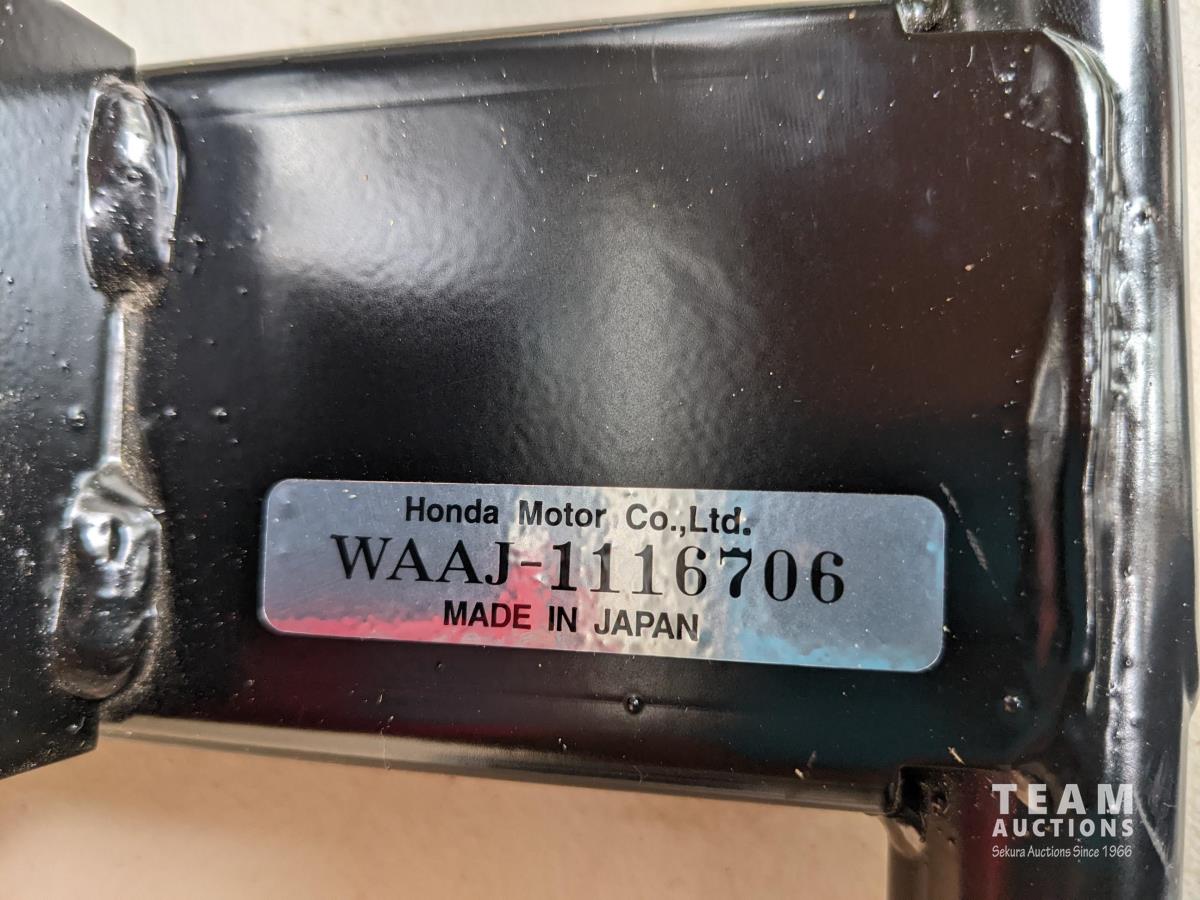 Honda Motor Co.,Ltd.
WAAJ-1116706
MADE IN JAPAN
TEAM
AUCTIONS
Sekura Auctions Since 1966